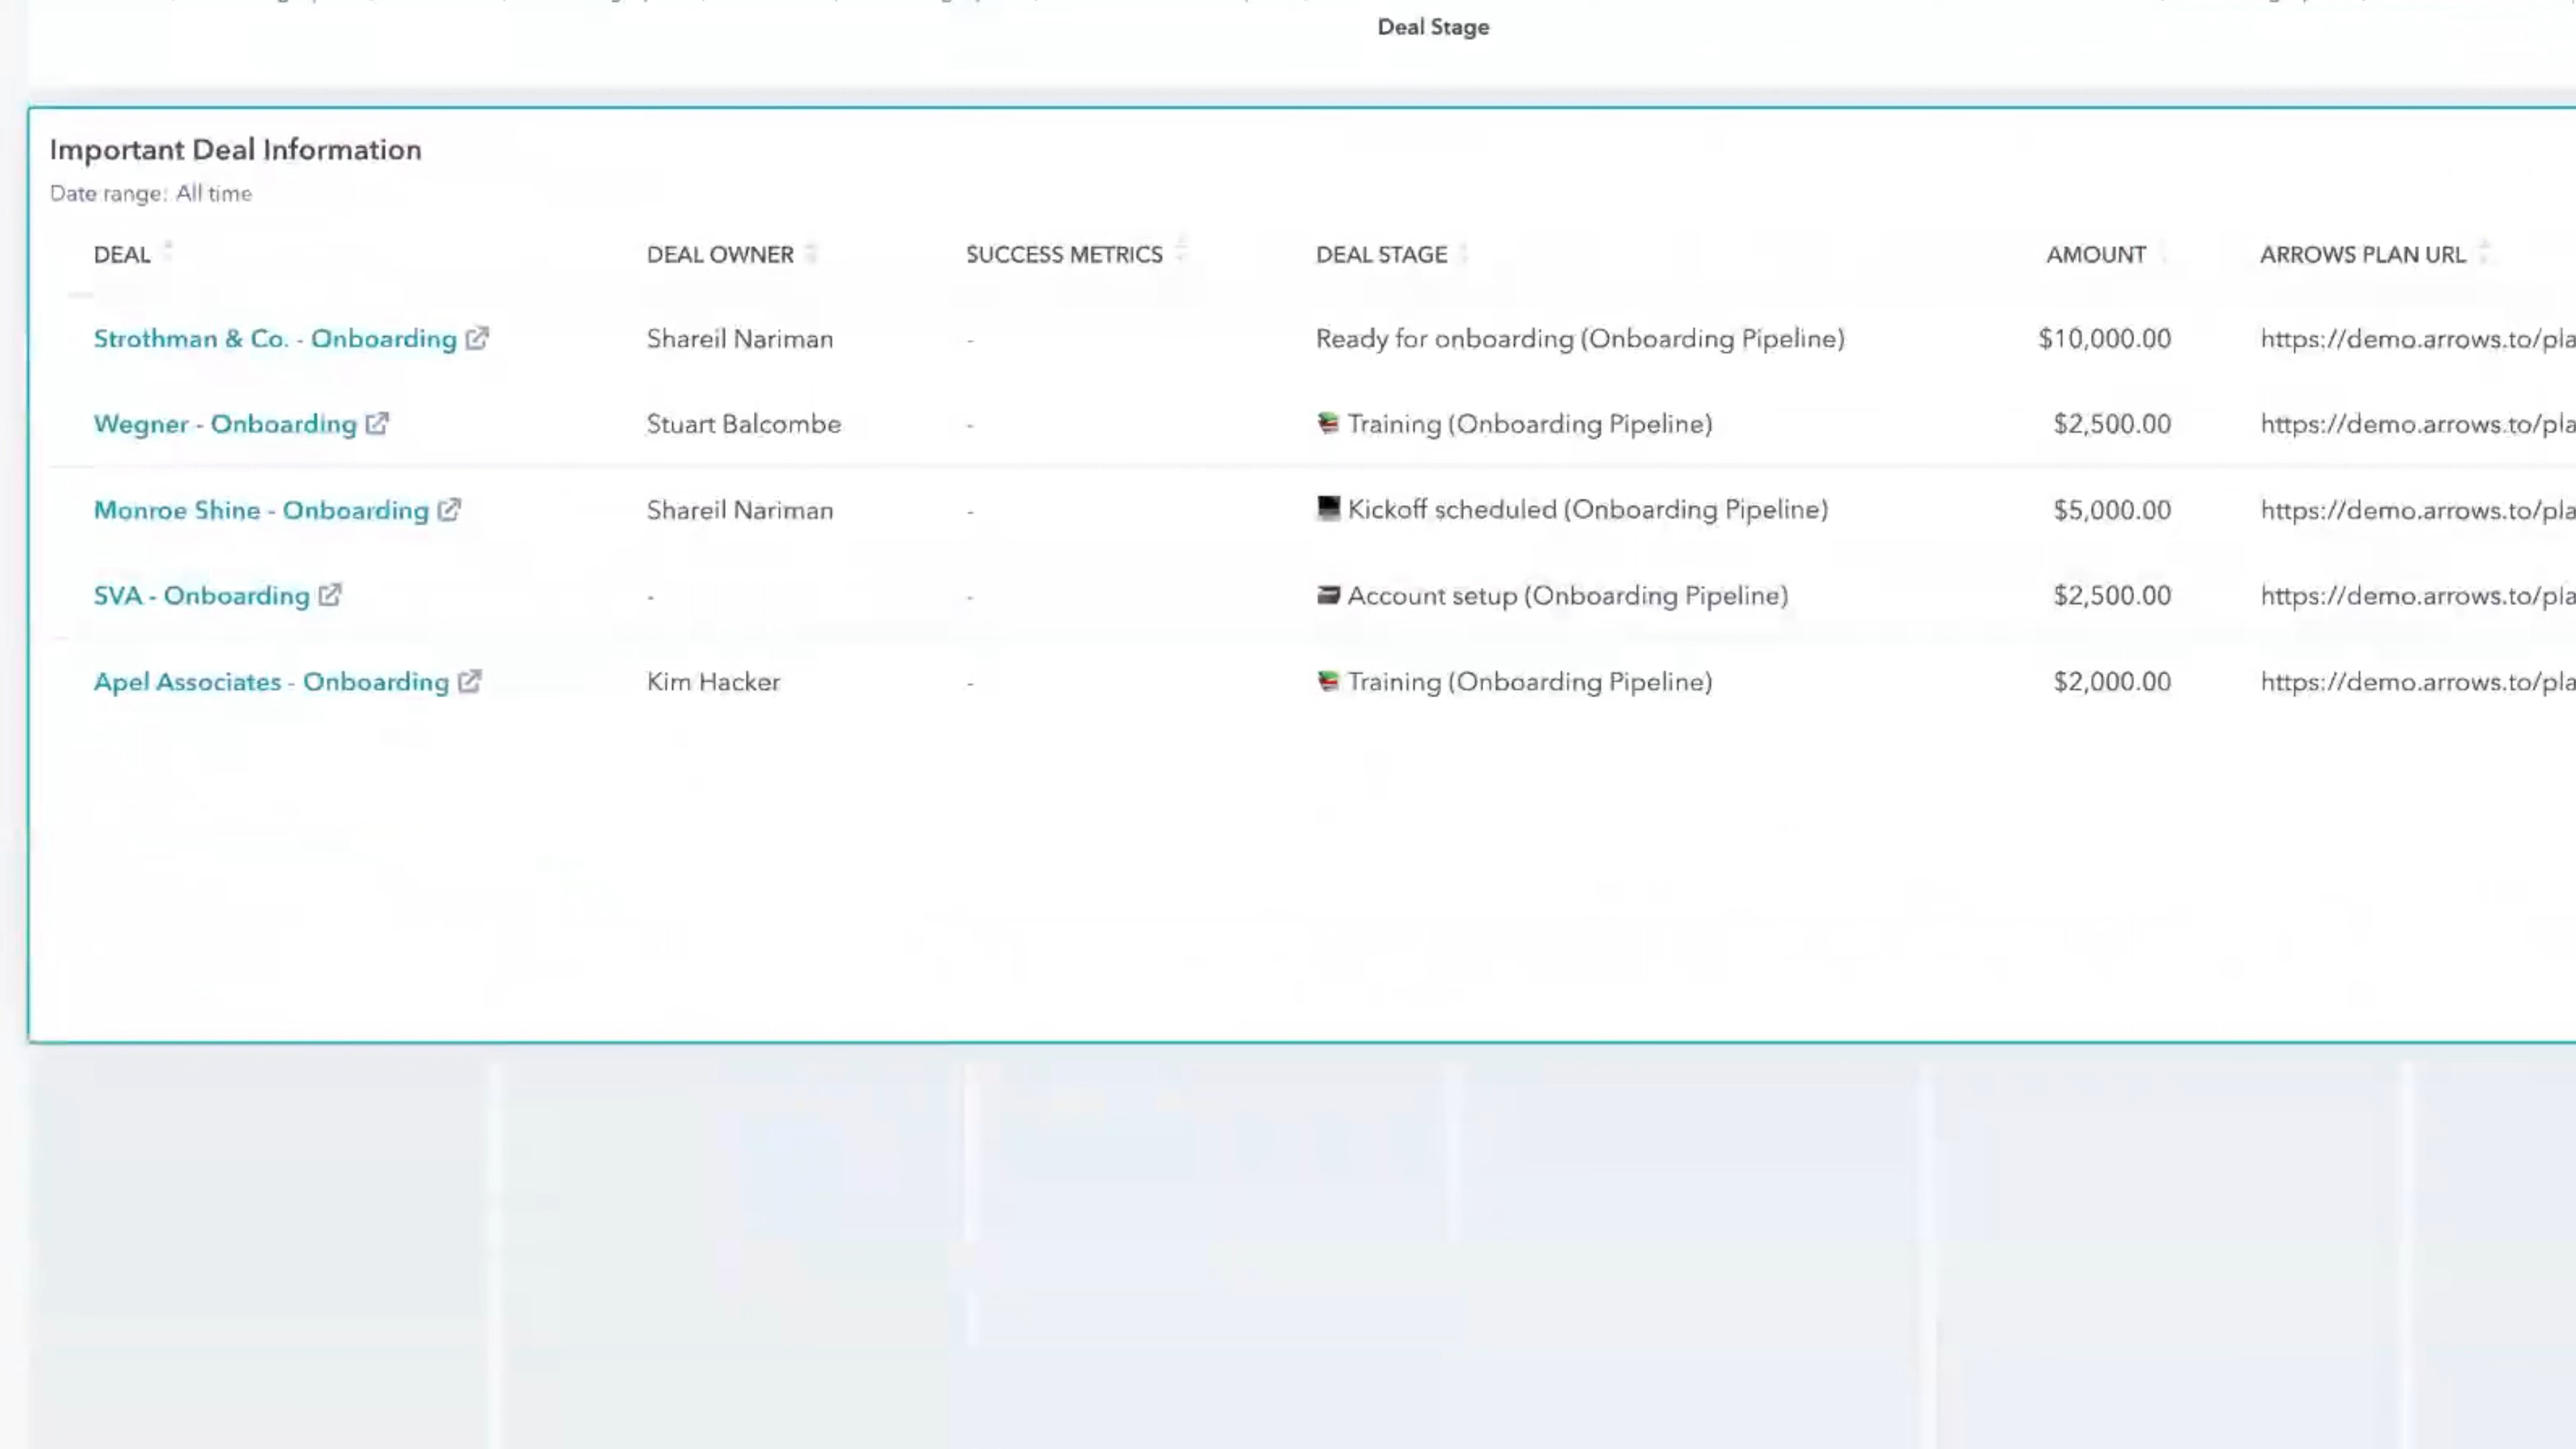 Deal Stage
Important Deal Information
Date range: All time
DEAL DEAL OWNER SUCCESS METRICS DEAL STAGE AMOUNT ARROWS PLAN URL
Strothman & Co. - Onboarding Shareil Nariman - Ready for onboarding (Onboarding Pipeline) $10,000.00 https://demo.arrows.to/pla
Wegner - Onboarding Stuart Balcombe - Training (Onboarding Pipeline) $2,500.00 https://demo.arrows.to/pla
Monroe Shine - Onboarding Shareil Nariman - Kickoff scheduled (Onboarding Pipeline) $5,000.00 https://demo.arrows.to/pla
SVA - Onboarding - - Account setup (Onboarding Pipeline) $2,500.00 https://demo.arrows.to/pla
Apel Associates - Onboarding Kim Hacker - Training (Onboarding Pipeline) $2,000.00 https://demo.arrows.to/pla